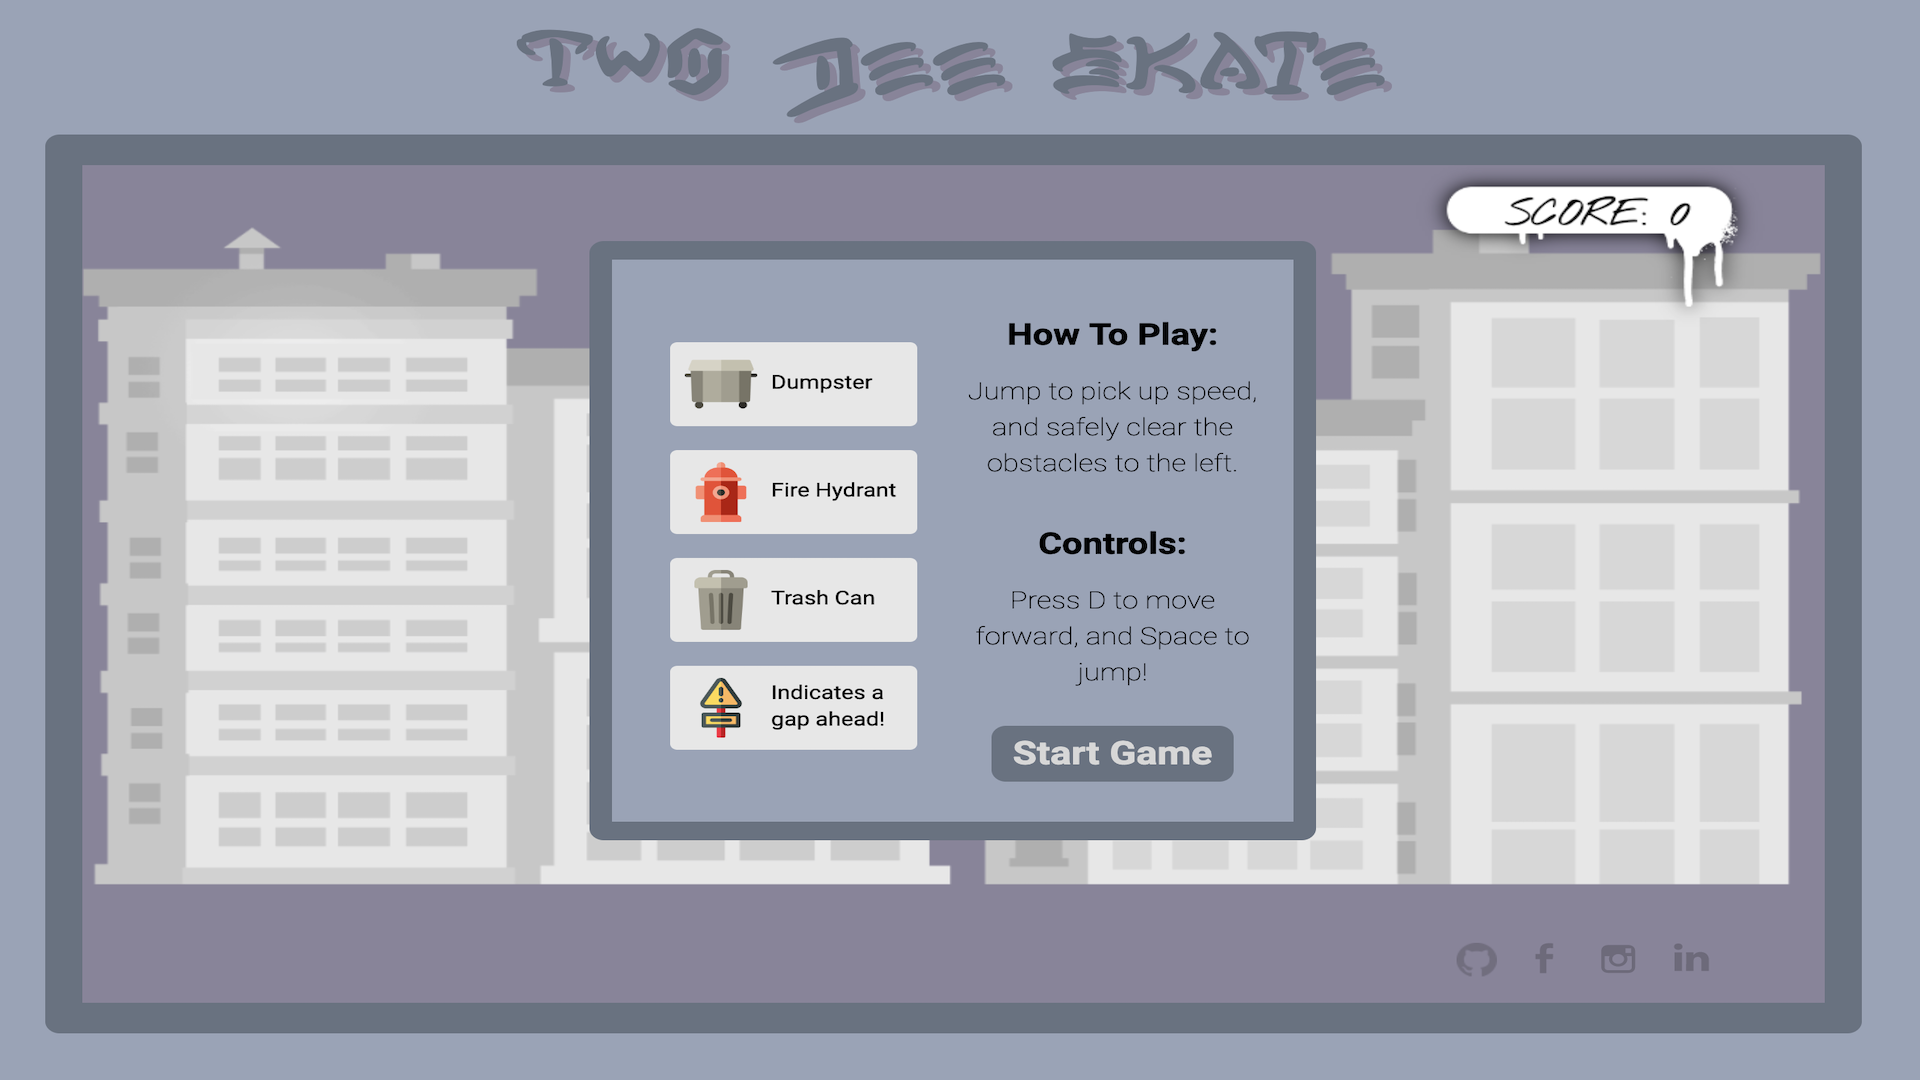 TWO DEE SKATE
SCORE: 0
Dumpster
Fire Hydrant
Trash Can
Indicates a
gap ahead!
How To Play:
Jump to pick up speed,
and safely clear the
obstacles to the left.
Controls:
Press D to move
forward, and Space to
jump!
Start Game